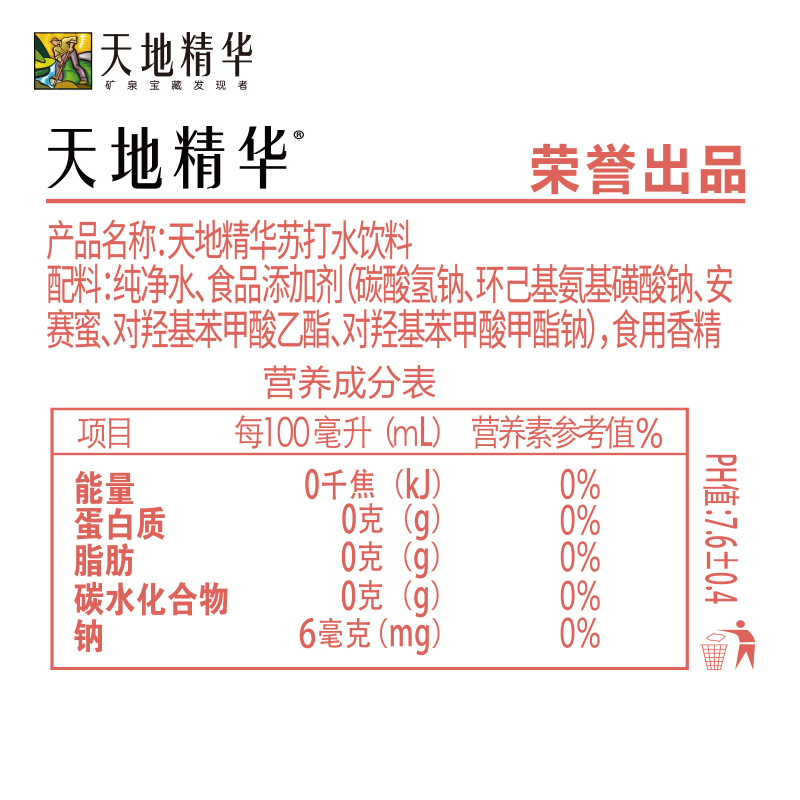 天地精华
矿泉宝藏发现者
天地精华®
荣誉出品
产品名称:天地精华苏打水饮料
配料:纯净水、食品添加剂(碳酸氢钠、环己基氨基磺酸钠、安
赛蜜、对羟基苯甲酸乙酯、对羟基苯甲酸甲酯钠),食用香精
营养成分表
项目 每100毫升 (mL) 营养素参考值%
能量 0千焦 (kJ) 0%
蛋白质 0克 (g) 0%
脂肪 0克 (g) 0%
碳水化合物 0克 (g) 0%
钠 6毫克(mg) 0%
PH值:7.6±0.4